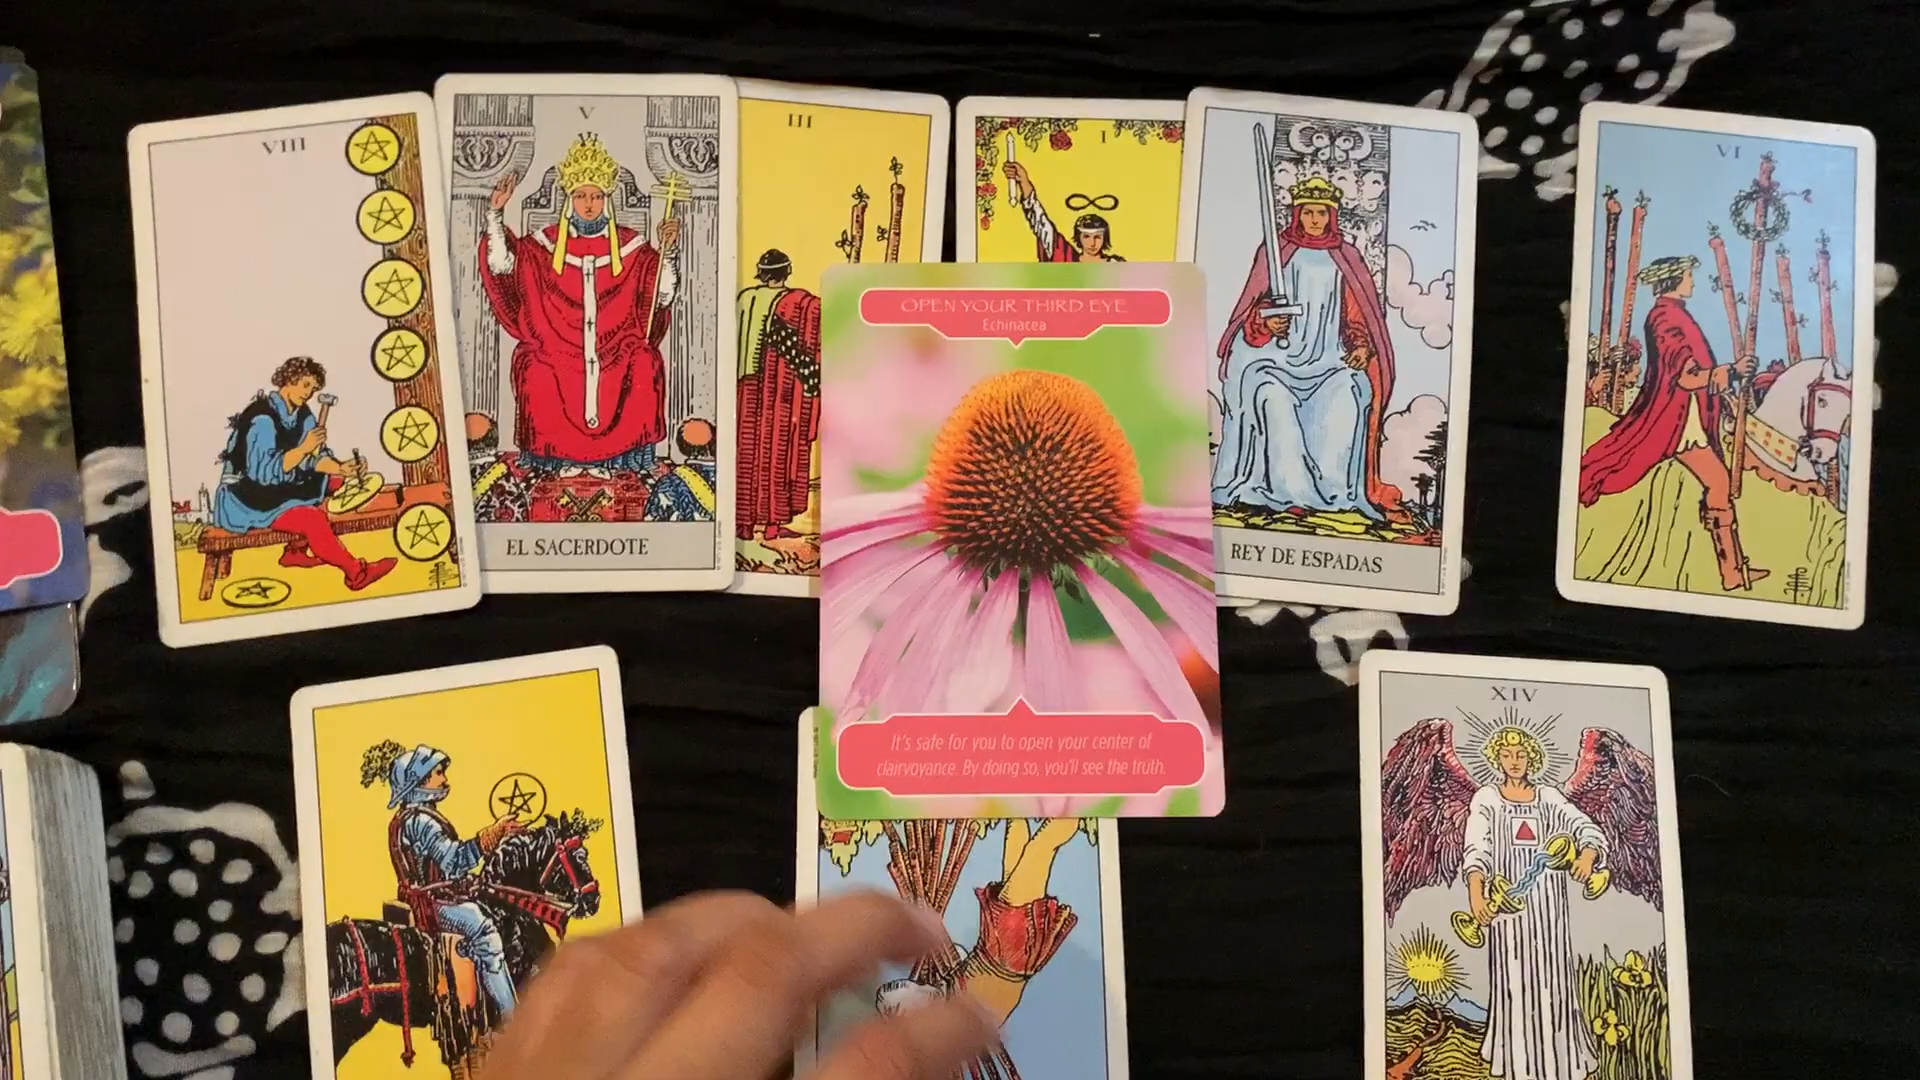 VIII
V
III
I
VI
EL SACERDOTE
REY DE ESPADAS
OPEN YOUR THIRD EYE
Echinacea
It's safe for you to open your center of
clairvoyance. By doing so, you'll see the truth.
XIV